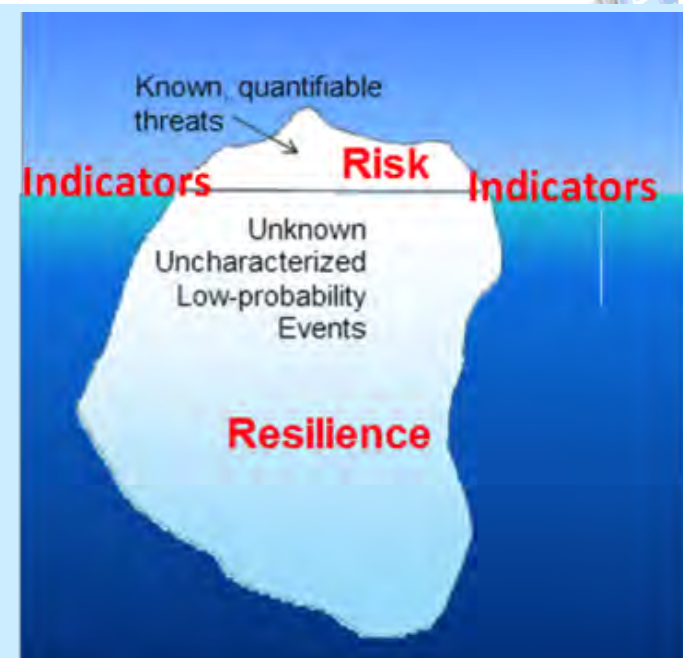 Known, quantifiable
threats
Risk
Indicators
Indicators
Unknown
Uncharacterized
Low-probability
Events
Resilience